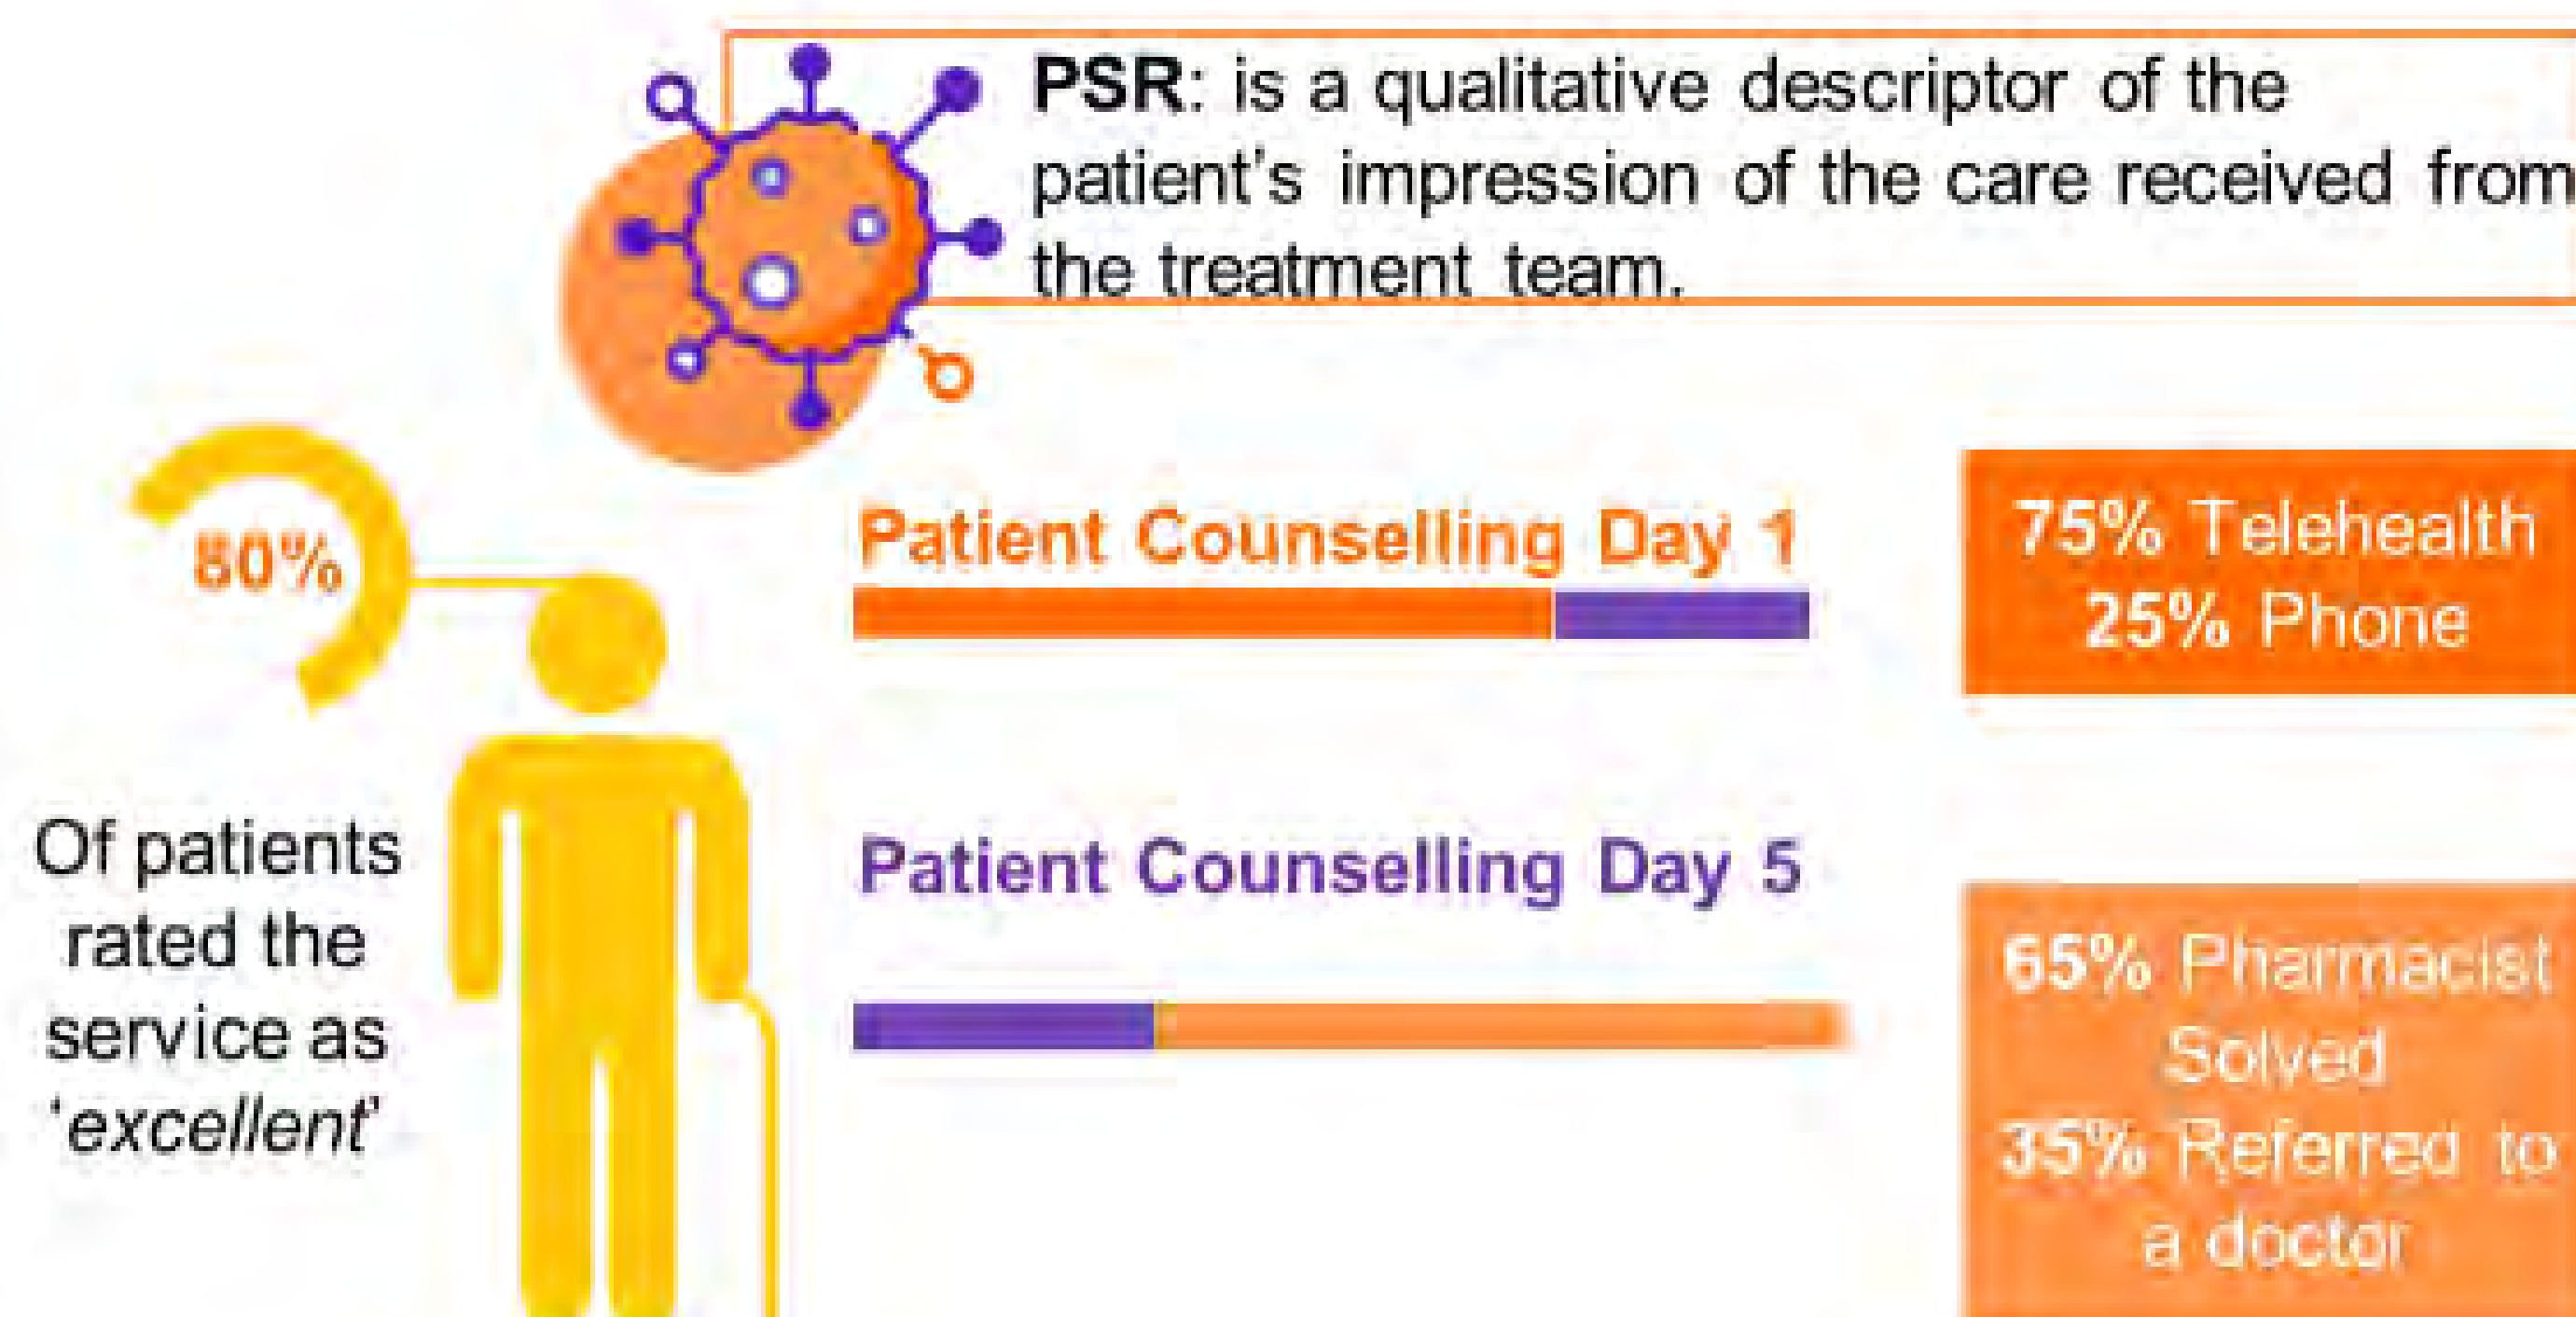 PSR: is a qualitative descriptor of the
patient's impression of the care received from
the treatment team.
80%
Of patients
rated the
service as
'excellent'
Patient Counselling Day 1
75% Telehealth
25% Phone
Patient Counselling Day 5
65% Pharmacist
Solved
35% Referred to
a doctor